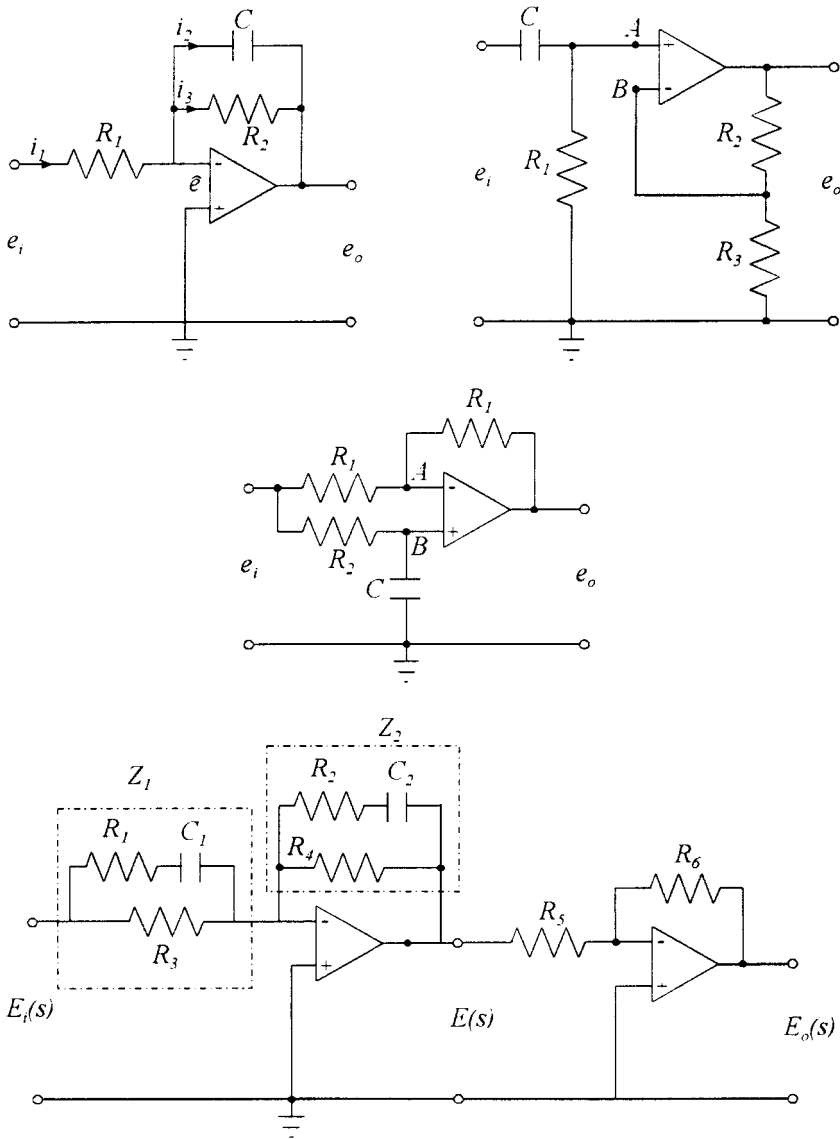 C
i₂
i₃
R₂
i₁
R₁
-
ê
+
eᵢ
eₒ
C
A
+
B
-
R₂
eᵢ
R₁
eₒ
R₃
R₁
R₁
A
-
+
B
R₂
eᵢ
C
eₒ
Z₂
Z₁
R₂
C₂
R₁
C₁
R₄
R₆
R₃
-
+
R₅
-
+
Eᵢ(s)
E(s)
Eₒ(s)